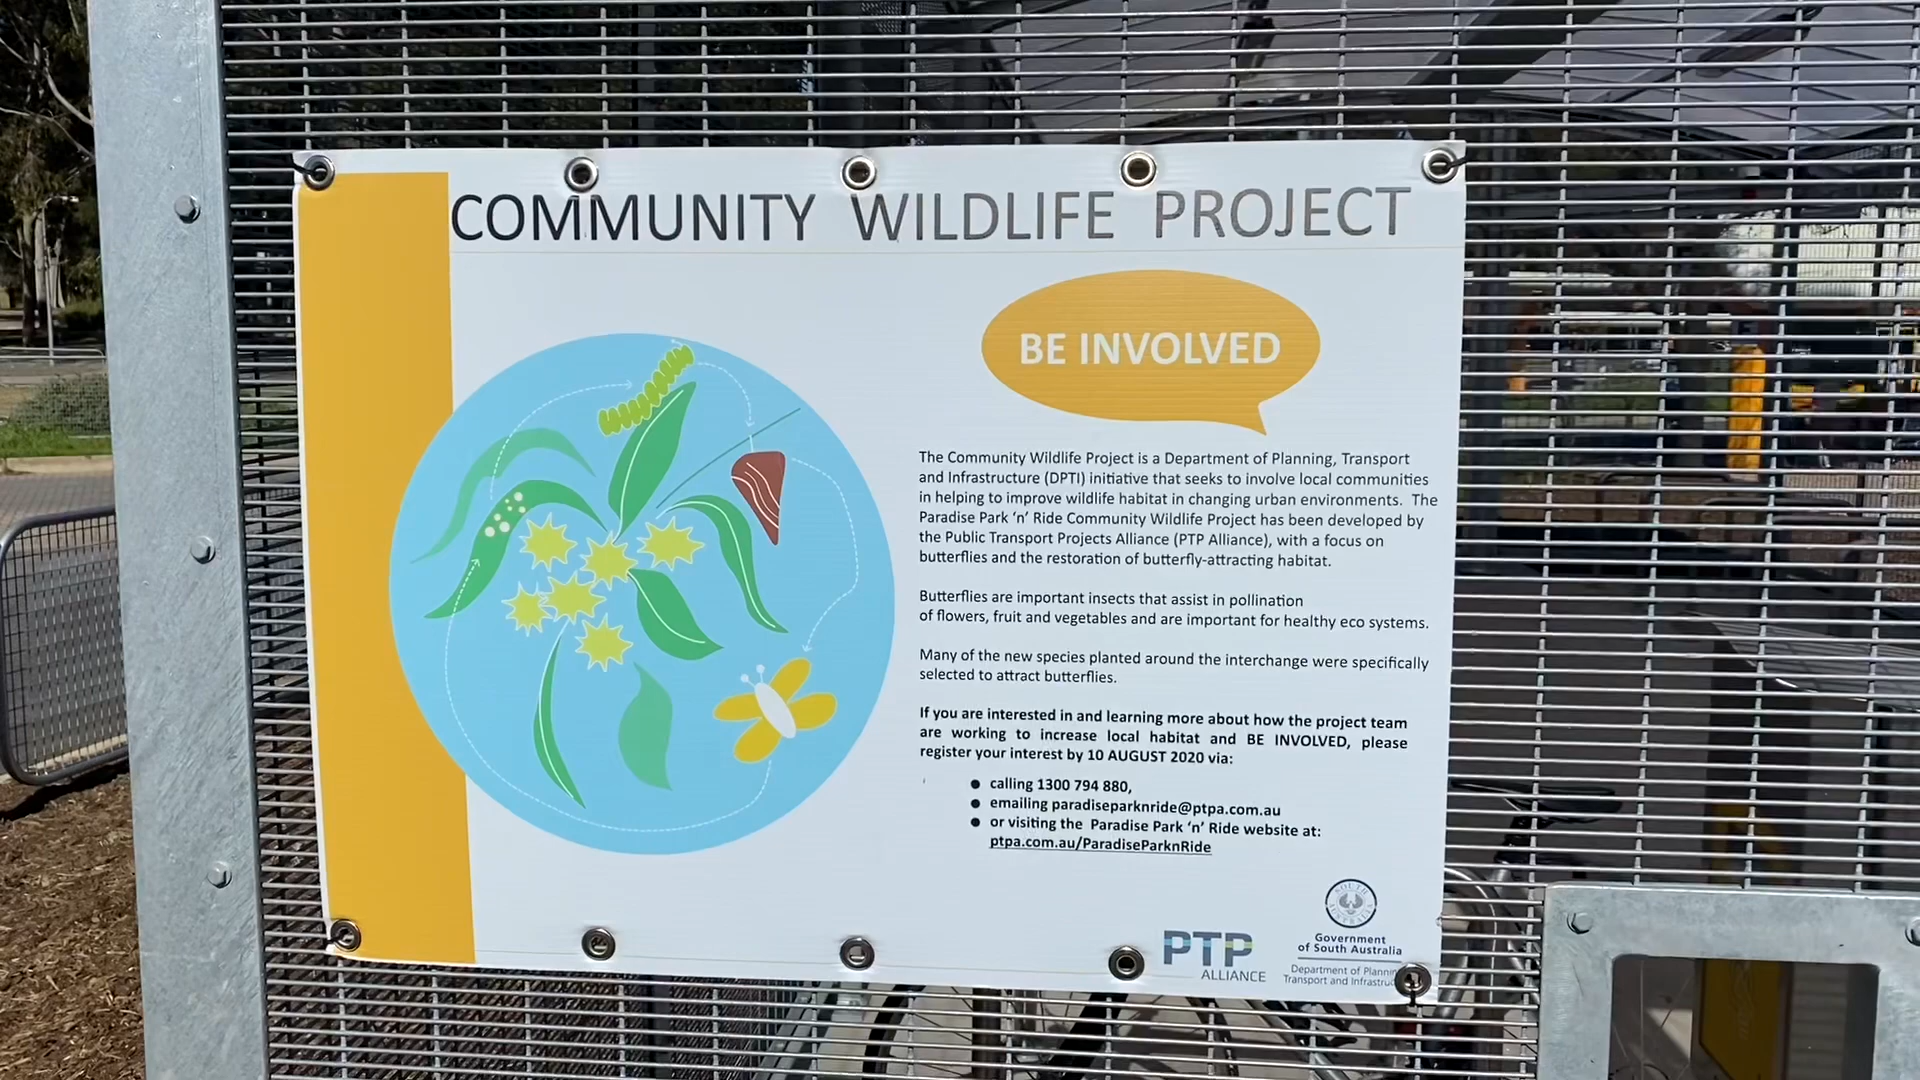 COMMUNITY WILDLIFE PROJECT
BE INVOLVED
The Community Wildlife Project is a Department of Planning, Transport
and Infrastructure (DPTI) initiative that seeks to involve local communities
in helping to improve wildlife habitat in changing urban environments. The
Paradise Park ‘n’ Ride Community Wildlife Project has been developed by
the Public Transport Projects Alliance (PTP Alliance), with a focus on
butterflies and the restoration of butterfly-attracting habitat.
Butterflies are important insects that assist in pollination
of flowers, fruit and vegetables and are important for healthy eco systems.
Many of the new species planted around the interchange were specifically
selected to attract butterflies.
If you are interested in and learning more about how the project team
are working to increase local habitat and BE INVOLVED, please
register your interest by 10 AUGUST 2020 via:
● calling 1300 794 880,
● emailing paradiseparknride@ptpa.com.au
● or visiting the Paradise Park ‘n’ Ride website at:
ptpa.com.au/ParadiseParknRide
PTP
ALLIANCE
SOUTH AUSTRALIA
Government
of South Australia
Department of
Transport and